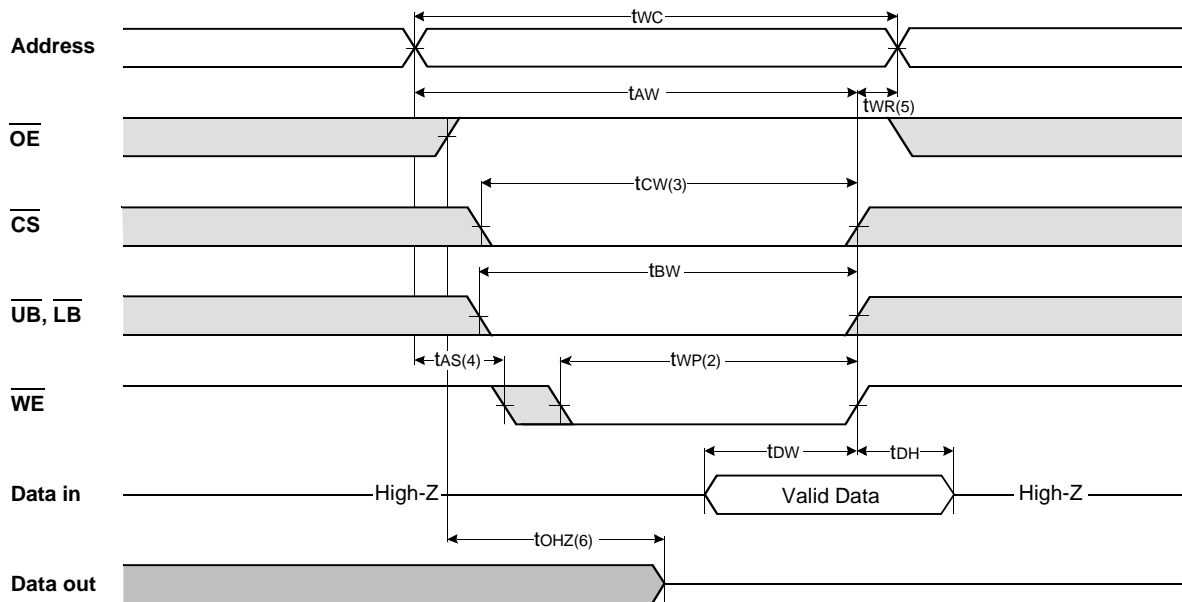 tWC
Address
tAW
tWR(5)
OE
tCW(3)
CS
tBW
UB, LB
tAS(4)
tWP(2)
WE
tDW
tDH
Data in
High-Z
Valid Data
High-Z
tOHZ(6)
Data out